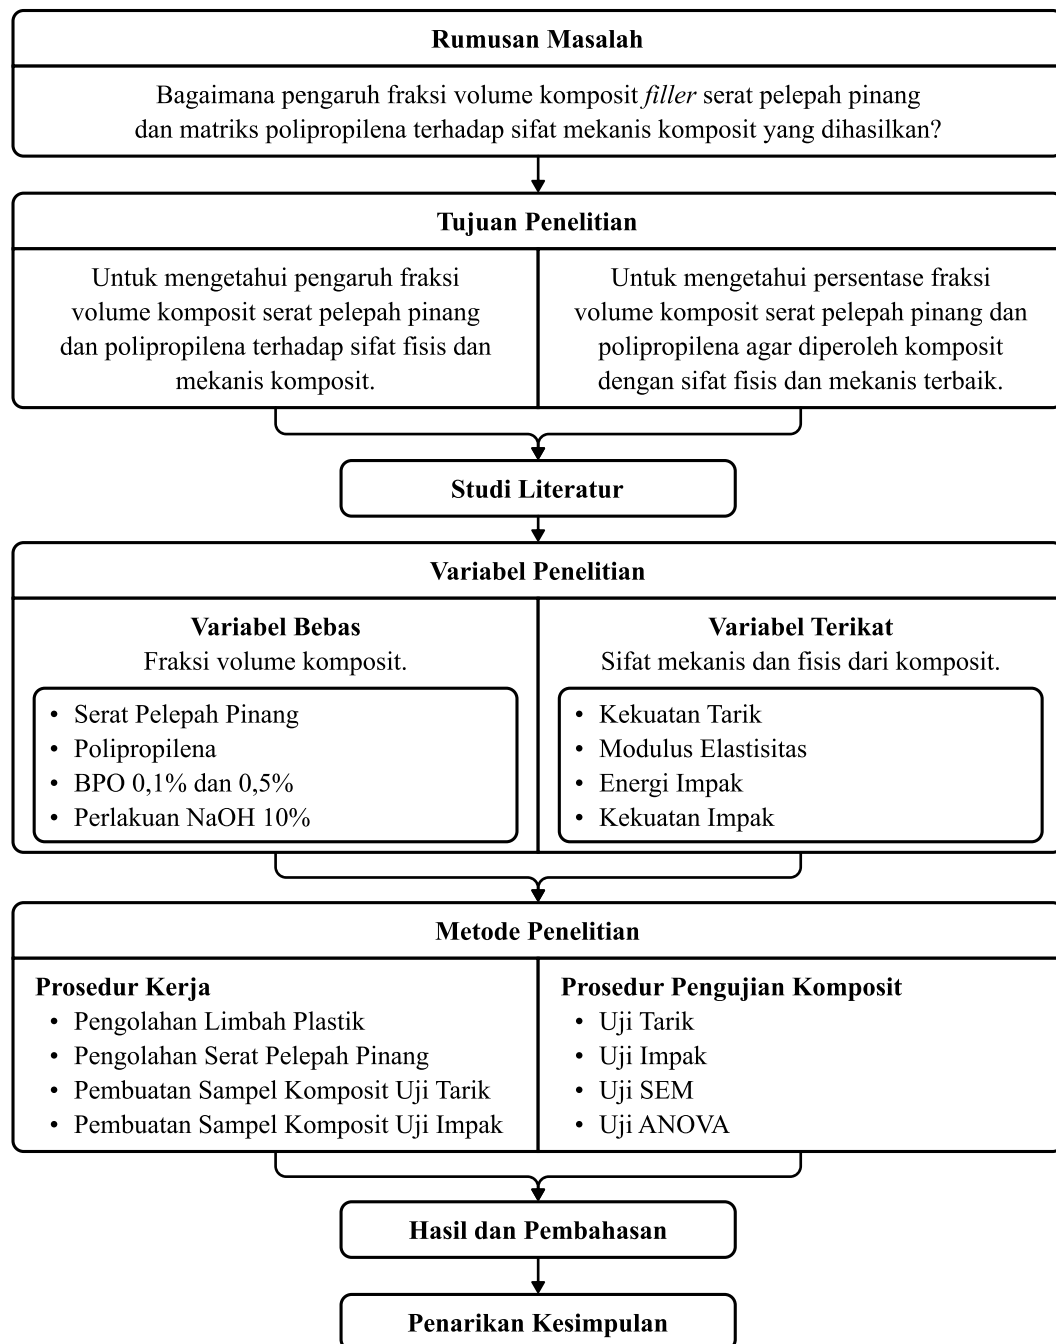 Rumusan Masalah
Bagaimana pengaruh fraksi volume komposit filler serat pelepah pinang
dan matriks polipropilena terhadap sifat mekanis komposit yang dihasilkan?
Tujuan Penelitian
Untuk mengetahui pengaruh fraksi
volume komposit serat pelepah pinang
dan polipropilena terhadap sifat fisis dan
mekanis komposit.
Untuk mengetahui persentase fraksi
volume komposit serat pelepah pinang dan
polipropilena agar diperoleh komposit
dengan sifat fisis dan mekanis terbaik.
Studi Literatur
Variabel Penelitian
Variabel Bebas
Fraksi volume komposit.
• Serat Pelepah Pinang
• Polipropilena
• BPO 0,1% dan 0,5%
• Perlakuan NaOH 10%
Variabel Terikat
Sifat mekanis dan fisis dari komposit.
• Kekuatan Tarik
• Modulus Elastisitas
• Energi Impak
• Kekuatan Impak
Metode Penelitian
Prosedur Kerja
• Pengolahan Limbah Plastik
• Pengolahan Serat Pelepah Pinang
• Pembuatan Sampel Komposit Uji Tarik
• Pembuatan Sampel Komposit Uji Impak
Prosedur Pengujian Komposit
• Uji Tarik
• Uji Impak
• Uji SEM
• Uji ANOVA
Hasil dan Pembahasan
Penarikan Kesimpulan